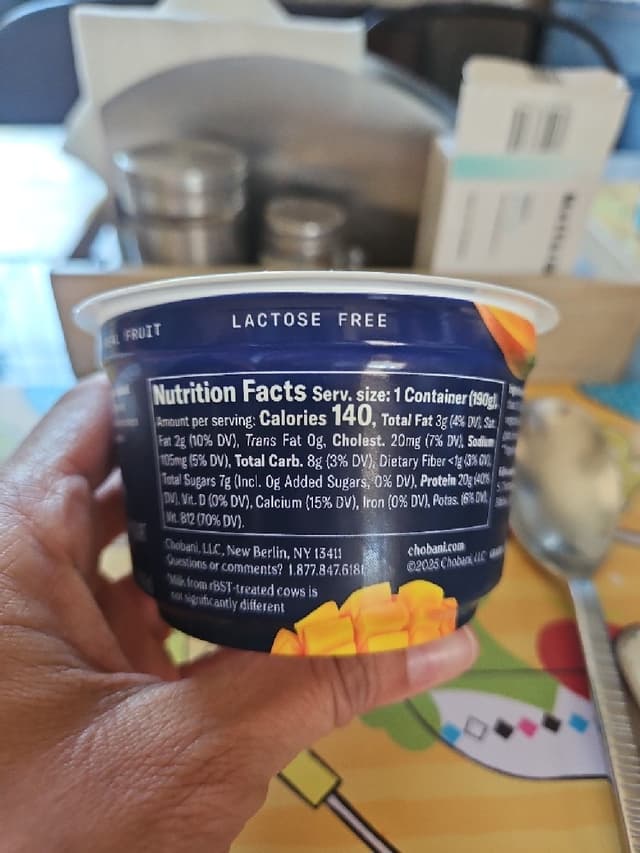 REAL FRUIT
LACTOSE FREE
Nutrition Facts Serv. size: 1 Container (190g),
Amount per serving: Calories 140, Total Fat 3g (4% DV), Sat.
Fat 2g (10% DV), Trans Fat 0g, Cholest. 20mg (7% DV), Sodium
105mg (5% DV), Total Carb. 8g (3% DV), Dietary Fiber <1g (3% DV),
Total Sugars 7g (Incl. 0g Added Sugars, 0% DV), Protein 20g (40%
DV), Vit. D (0% DV), Calcium (15% DV), Iron (0% DV), Potas. (6% DV),
Vit. B12 (70% DV).
Chobani, LLC, New Berlin, NY 13411
Questions or comments? 1.877.847.6181
chobani.com
©2025 Chobani, LLC
*Milk from rBST-treated cows is
not significantly different